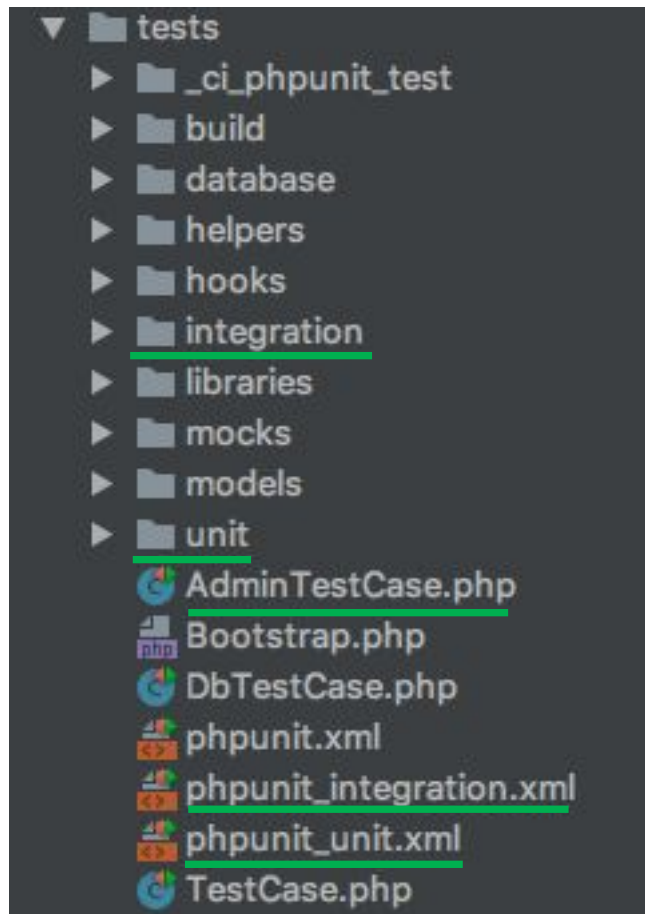 tests
_ci_phpunit_test
build
database
helpers
hooks
integration
libraries
mocks
models
unit
AdminTestCase.php
php Bootstrap.php
DbTestCase.php
phpunit.xml
phpunit_integration.xml
phpunit_unit.xml
TestCase.php